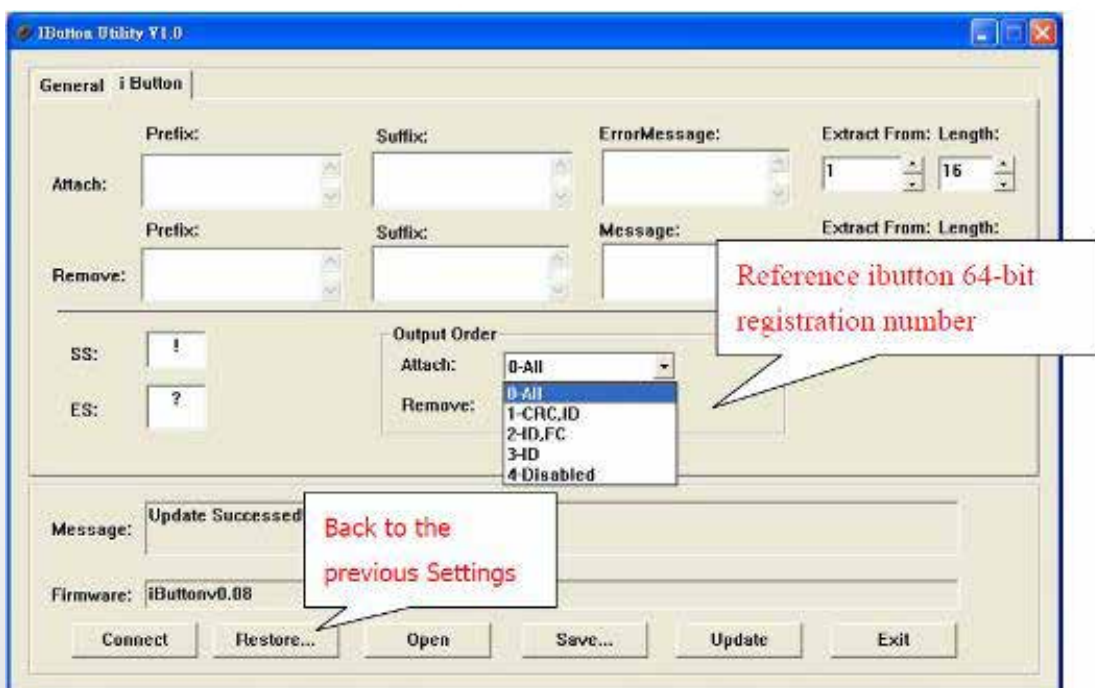 IButton Utility V1.0
General i Button
Prefix: Suffix: ErrorMessage: Extract From: Length:
Attach: 1 16
Prefix: Suffix: Message: Extract From: Length:
Remove:
Reference ibutton 64-bit
registration number
SS: !
ES: ?
Output Order
Attach: 0-All
Remove:
0-All
1-CRC,ID
2-ID,FC
3-ID
4-Disabled
Message: Update Successed
Back to the
previous Settings
Firmware: iButtonv0.08
Connect Restore... Open Save... Update Exit